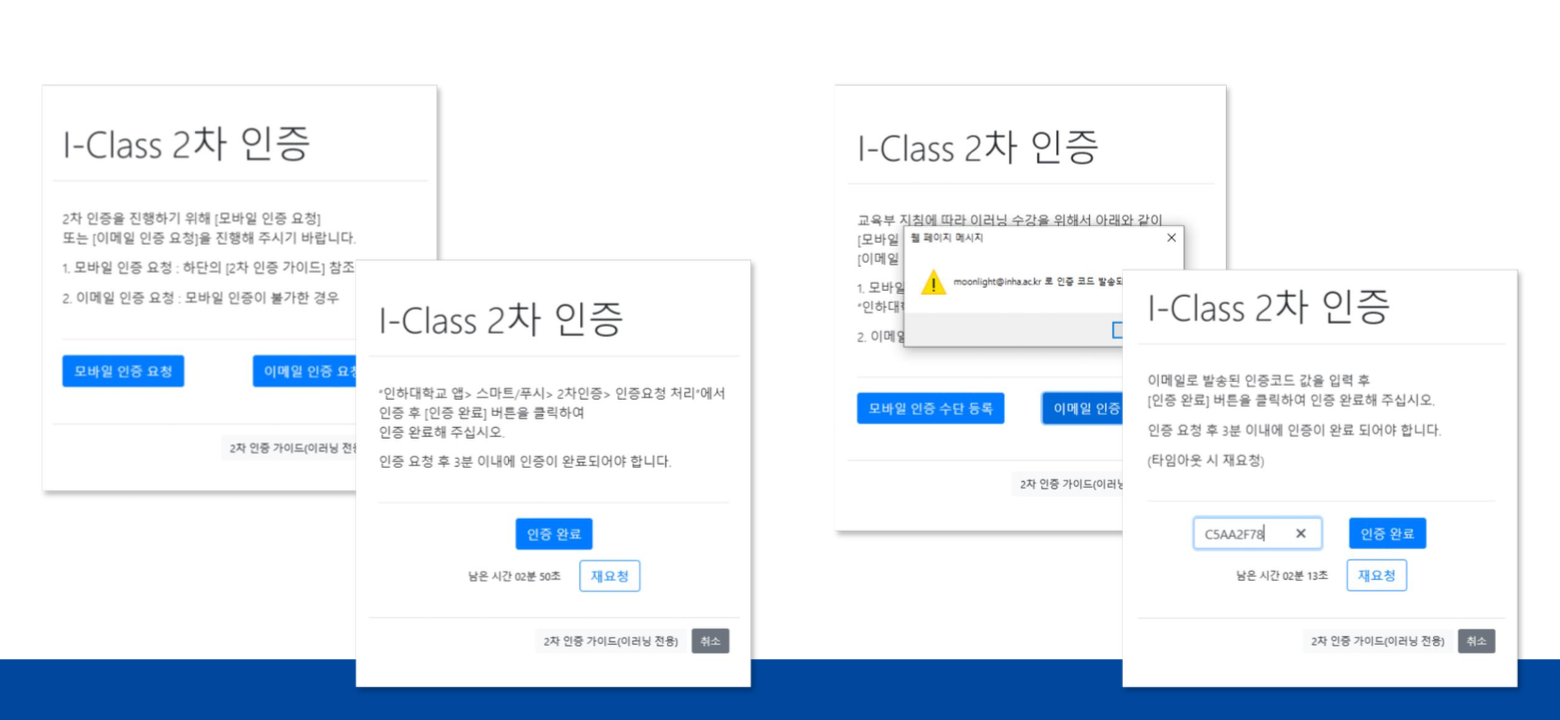 I-Class 2차 인증
2차 인증을 진행하기 위해 [모바일 인증 요청]
또는 [이메일 인증 요청]을 진행해 주시기 바랍니다.
1. 모바일 인증 요청 : 하단의 [2차 인증 가이드] 참조
2. 이메일 인증 요청 : 모바일 인증이 불가한 경우
모바일 인증 요청
이메일 인증
2차 인증 가이드(이러닝
I-Class 2차 인증
"인하대학교 앱> 스마트/푸시> 2차인증> 인증요청 처리"에서
인증 후 [인증 완료] 버튼을 클릭하여
인증 완료해 주십시오.
인증 요청 후 3분 이내에 인증이 완료되어야 합니다.
인증 완료
남은 시간 02분 50초
재요청
2차 인증 가이드(이러닝 전용)
취소
I-Class 2차 인증
교육부 지침에 따라 이러닝 수강을 위해서 아래와 같이
[모바일
[이메일
1. 모바일
"인하대
2. 이메일
웹 페이지 메시지
moonlight@inha.ac.kr 로 인증 코드
모바일 인증 수단 등록
이메일 인증
2차 인증 가이드(이러닝
I-Class 2차 인증
이메일로 발송된 인증코드 값을 입력 후
[인증 완료] 버튼을 클릭하여 인증 완료해 주십시오.
인증 요청 후 3분 이내에 인증이 완료 되어야 합니다.
(타임아웃 시 재요청)
C5AA2F78
인증 완료
남은 시간 02분 13초
재요청
2차 인증 가이드(이러닝 전용)
취소